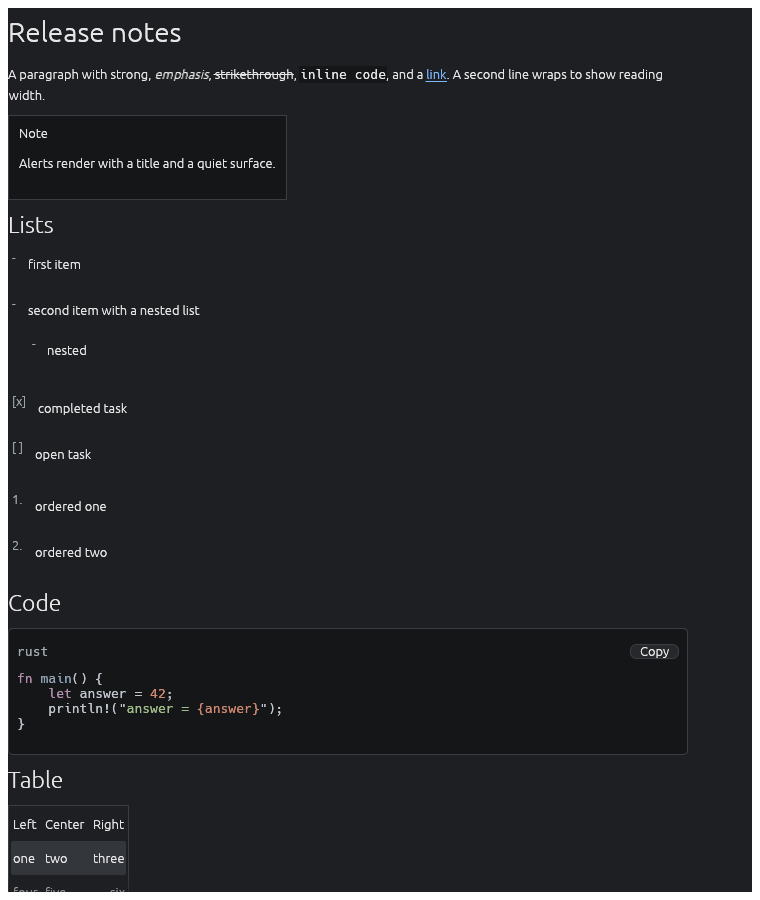 Release notes
A paragraph with strong, emphasis, strikethrough, inline code, and a link. A second line wraps to show reading
width.
Note
Alerts render with a title and a quiet surface.
Lists
- first item
- second item with a nested list
- nested
[x] completed task
[ ] open task
1. ordered one
2. ordered two
Code
rust Copy
fn main() {
    let answer = 42;
    println!("answer = {answer}");
}
Table
Left Center Right
one two three
four five six